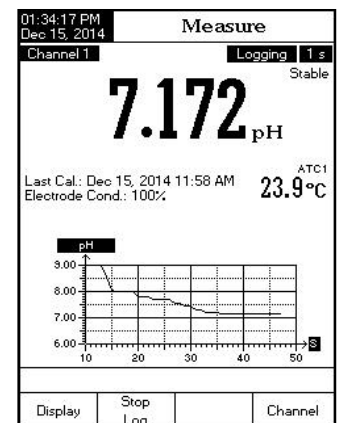 01:34:17 PM
Dec 15, 2014
Measure
Channel 1
Logging 1 s
Stable
7.172 pH
ATC1
Last Cal.: Dec 15, 2014 11:58 AM
23.9°C
Electrode Cond.: 100%
pH
9.00
8.00
7.00
6.00
S
10 20 30 40 50
Display
Stop
Log
Channel